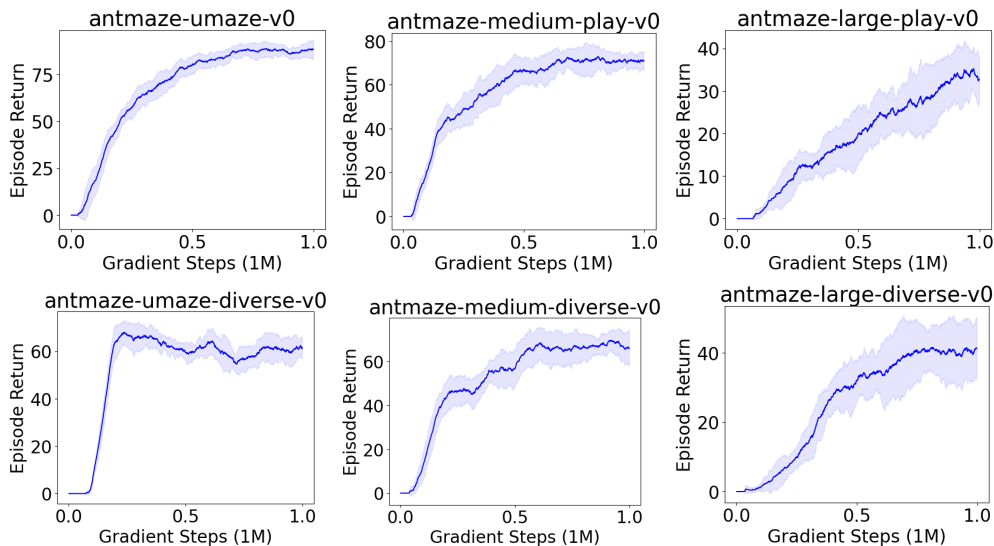 antmaze-umaze-v0
Episode Return
75
50
25
0
0.0 0.5 1.0
Gradient Steps (1M)
antmaze-medium-play-v0
Episode Return
80
60
40
20
0
0.0 0.5 1.0
Gradient Steps (1M)
antmaze-large-play-v0
Episode Return
40
30
20
10
0
0.0 0.5 1.0
Gradient Steps (1M)
antmaze-umaze-diverse-v0
Episode Return
60
40
20
0
0.0 0.5 1.0
Gradient Steps (1M)
antmaze-medium-diverse-v0
Episode Return
80
60
40
20
0
0.0 0.5 1.0
Gradient Steps (1M)
antmaze-large-diverse-v0
Episode Return
40
20
0
0.0 0.5 1.0
Gradient Steps (1M)